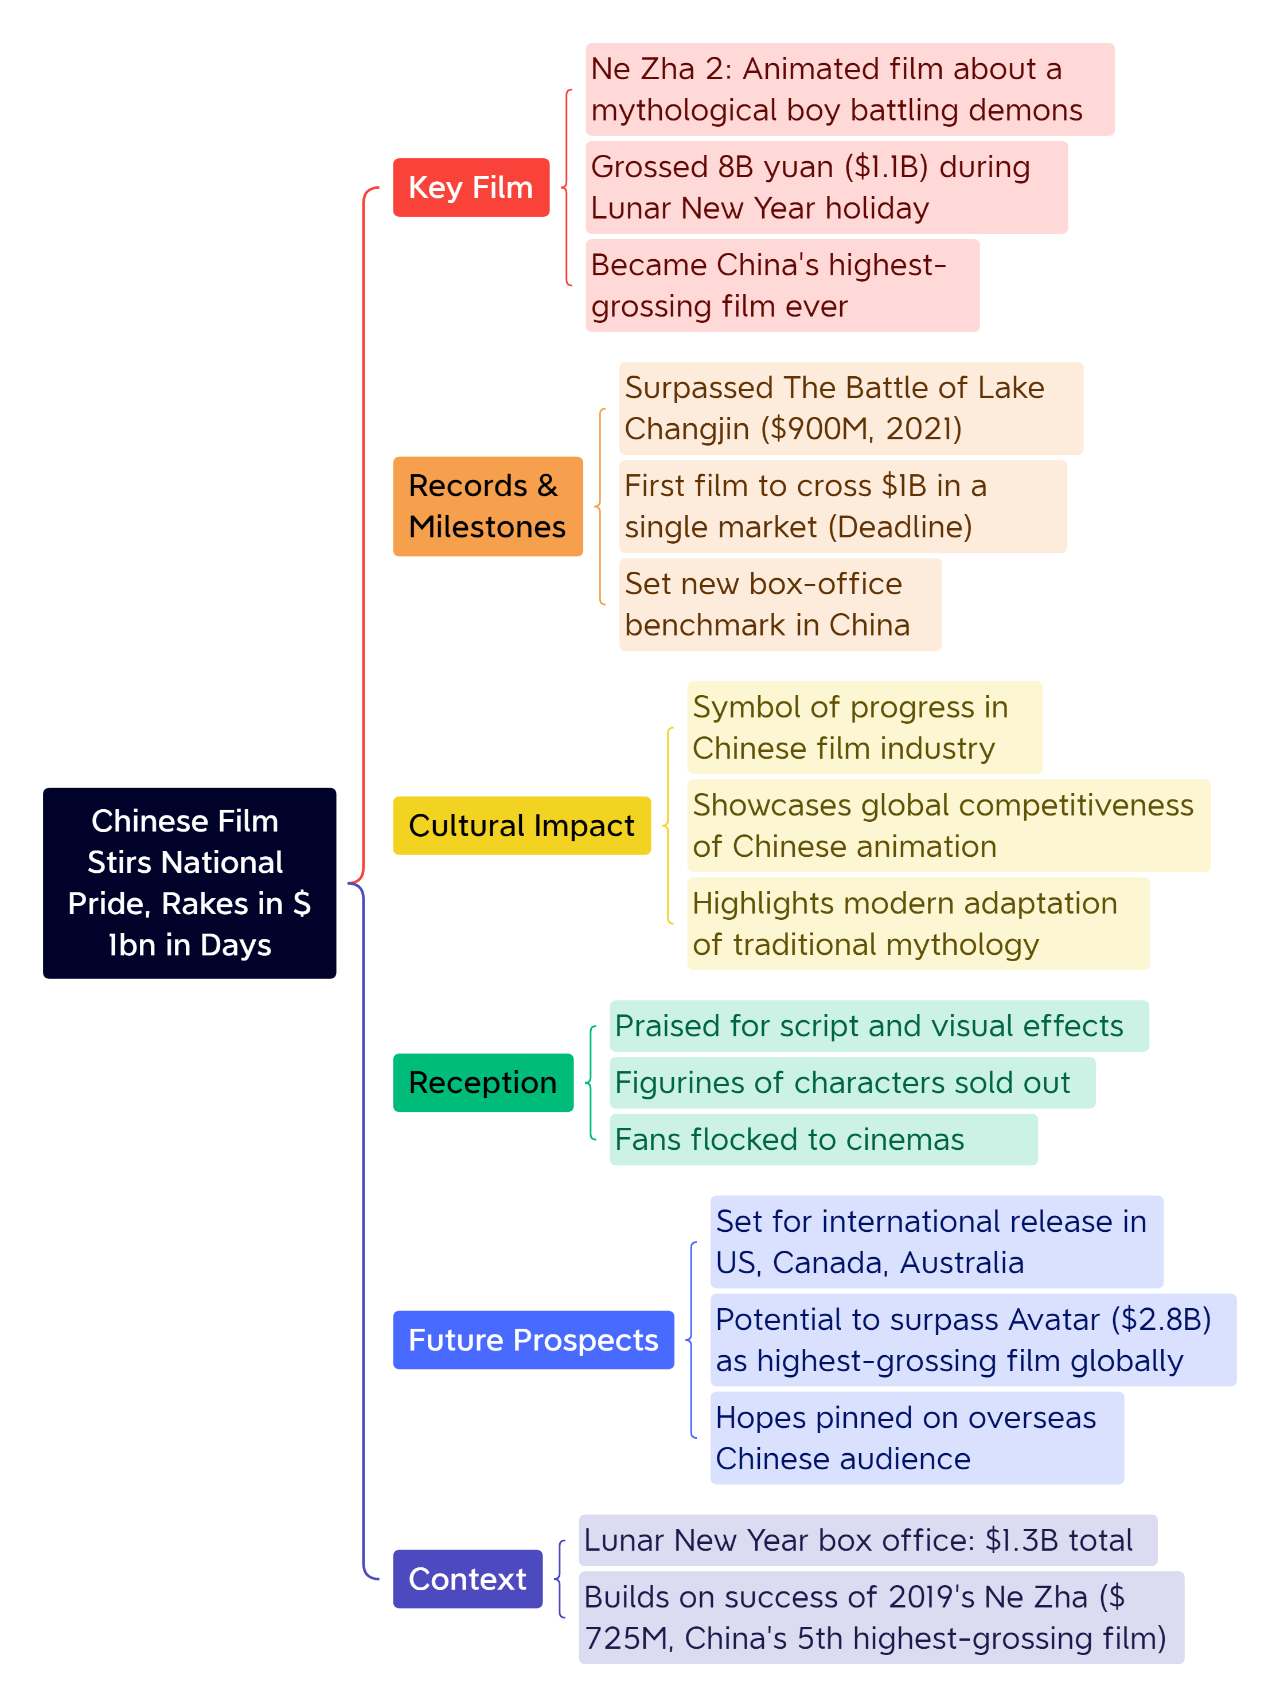 Chinese Film
Stirs National
Pride, Rakes in $
1bn in Days
Key Film
Ne Zha 2: Animated film about a
mythological boy battling demons
Grossed 8B yuan ($1.1B) during
Lunar New Year holiday
Became China's highest-
grossing film ever
Records &
Milestones
Surpassed The Battle of Lake
Changjin ($900M, 2021)
First film to cross $1B in a
single market (Deadline)
Set new box-office
benchmark in China
Cultural Impact
Symbol of progress in
Chinese film industry
Showcases global competitiveness
of Chinese animation
Highlights modern adaptation
of traditional mythology
Reception
Praised for script and visual effects
Figurines of characters sold out
Fans flocked to cinemas
Future Prospects
Set for international release in
US, Canada, Australia
Potential to surpass Avatar ($2.8B)
as highest-grossing film globally
Hopes pinned on overseas
Chinese audience
Context
Lunar New Year box office: $1.3B total
Builds on success of 2019's Ne Zha ($
725M, China's 5th highest-grossing film)